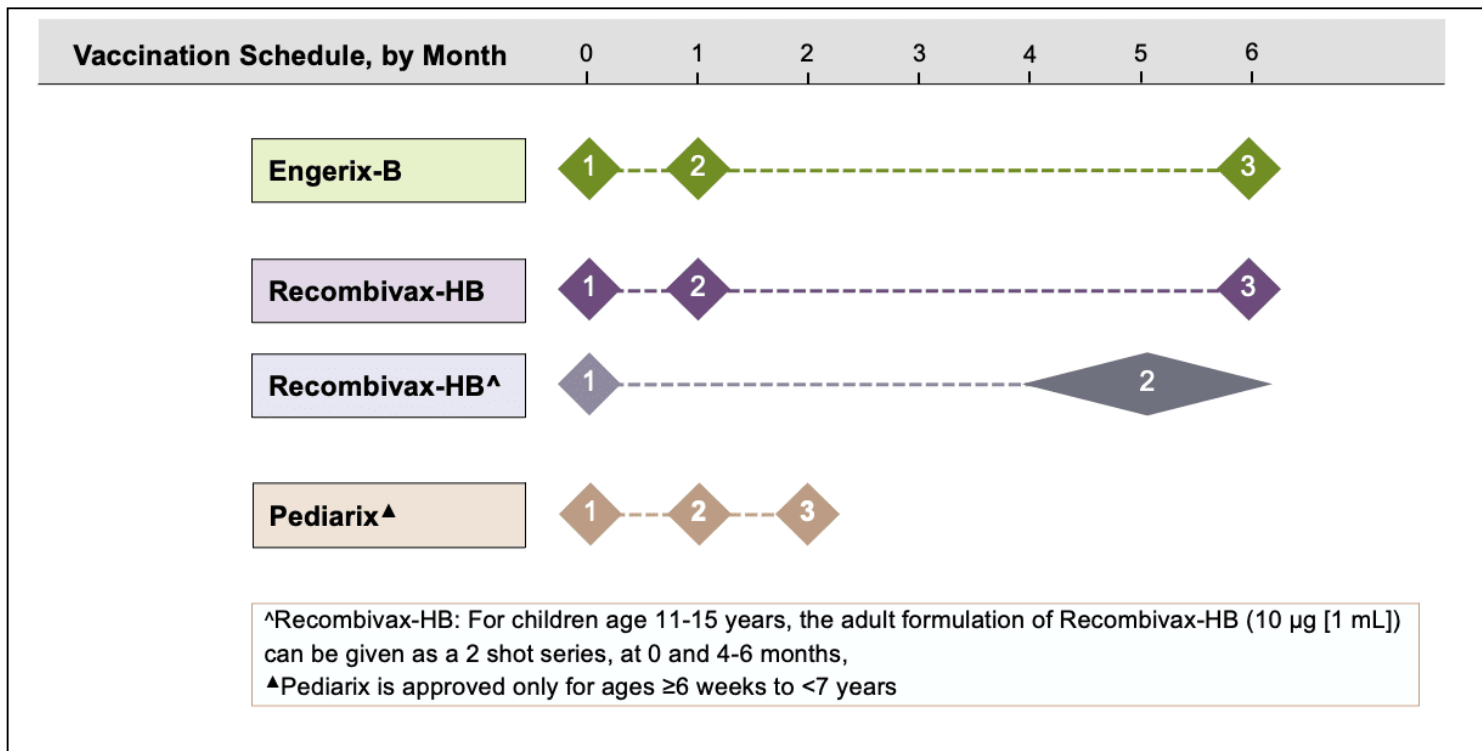 Vaccination Schedule, by Month 0 1 2 3 4 5 6
Engerix-B 1 2 3
Recombivax-HB 1 2 3
Recombivax-HB^ 1 2
Pediarix▲ 1 2 3
^Recombivax-HB: For children age 11-15 years, the adult formulation of Recombivax-HB (10 µg [1 mL])
can be given as a 2 shot series, at 0 and 4-6 months,
▲Pediarix is approved only for ages ≥6 weeks to <7 years